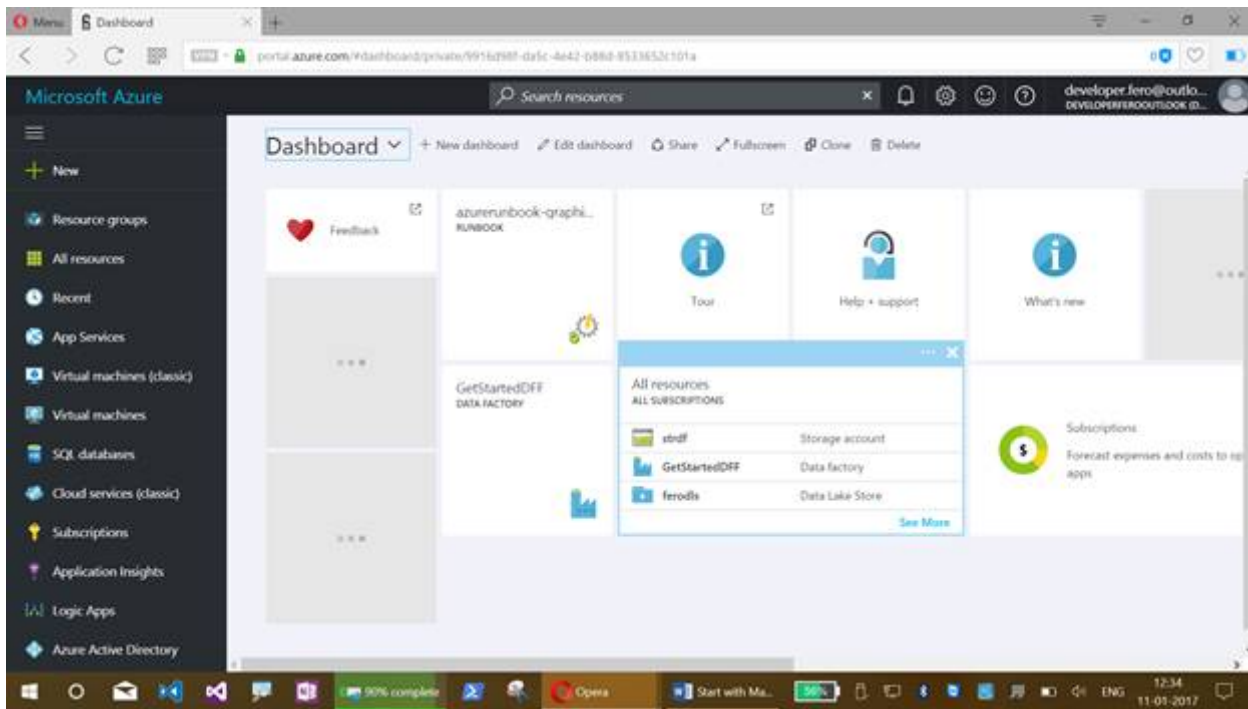 Menu
Dashboard
Microsoft Azure
Search resources
developer.fero@outlo...
Dashboard
+ New dashboard
Edit dashboard
Share
Fullscreen
Clone
Delete
New
Resource groups
All resources
Recent
App Services
Virtual machines (classic)
Virtual machines
SQL databases
Cloud services (classic)
Subscriptions
Application Insights
Logic Apps
Azure Active Directory
Feedback
azurerunbook-graphi...
RUNBOOK
Tour
Help + support
What's new
GetStartedDFF
DATA FACTORY
All resources
ALL SUBSCRIPTIONS
strdf Storage account
GetStartedDFF Data factory
ferodls Data Lake Store
See More
Subscriptions
Forecast expenses and costs to op
apps
90% complete
Opera
Start with Ma...
ENG
12:34
11-01-2017